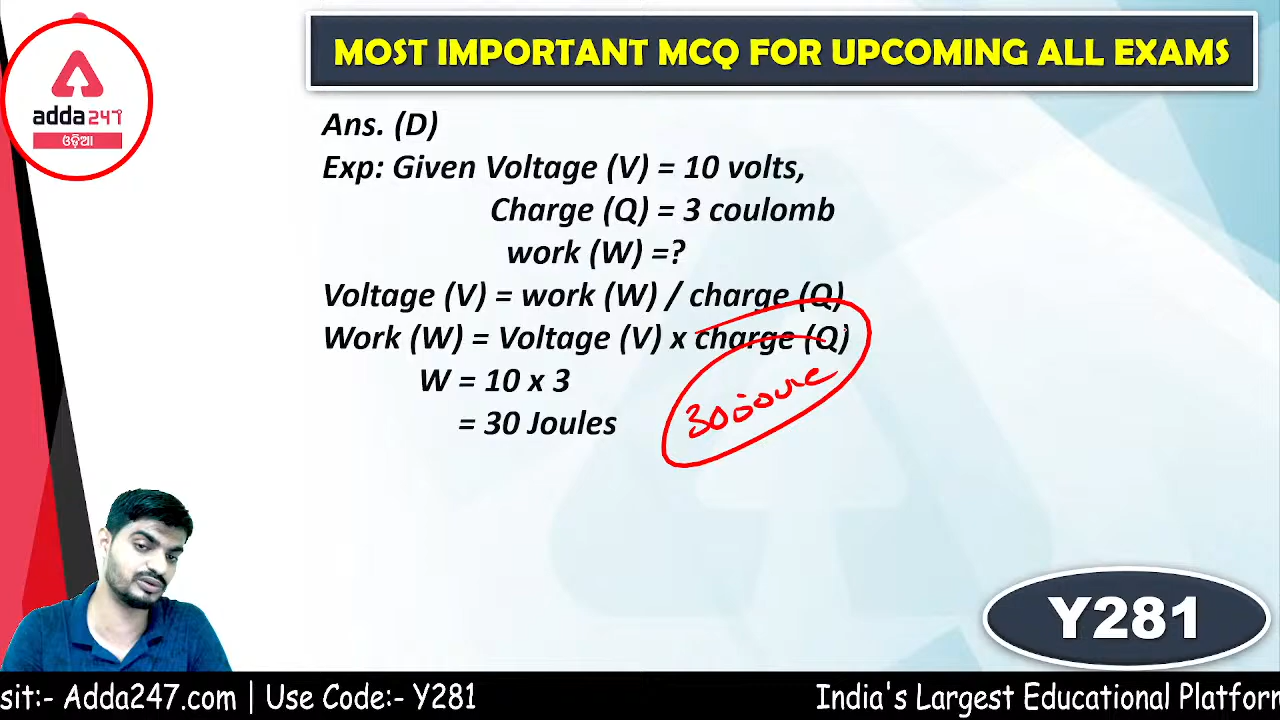 MOST IMPORTANT MCQ FOR UPCOMING ALL EXAMS
adda247
ଓଡ଼ିଆ
Ans. (D)
Exp: Given Voltage (V) = 10 volts,
Charge (Q) = 3 coulomb
work (W) =?
Voltage (V) = work (W) / charge (Q)
Work (W) = Voltage (V) x charge (Q)
W = 10 x 3
= 30 Joules
30
Y281
sit:- Adda247.com | Use Code:- Y281
India's Largest Educational Platform